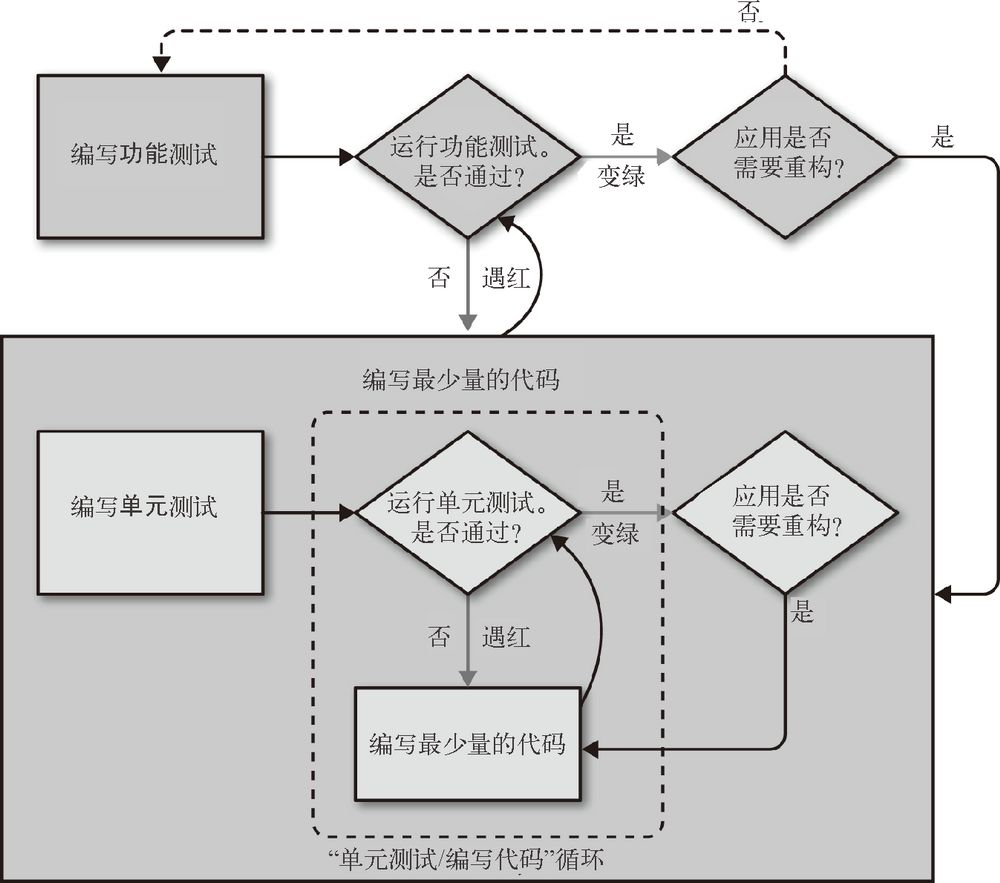 否
编写功能测试
运行功能测试。
是否通过？
是
变绿
应用是否
需要重构？
是
否
遇红
编写最少量的代码
编写单元测试
运行单元测试。
是否通过？
是
变绿
应用是否
需要重构？
否
遇红
是
编写最少量的代码
“单元测试/编写代码”循环